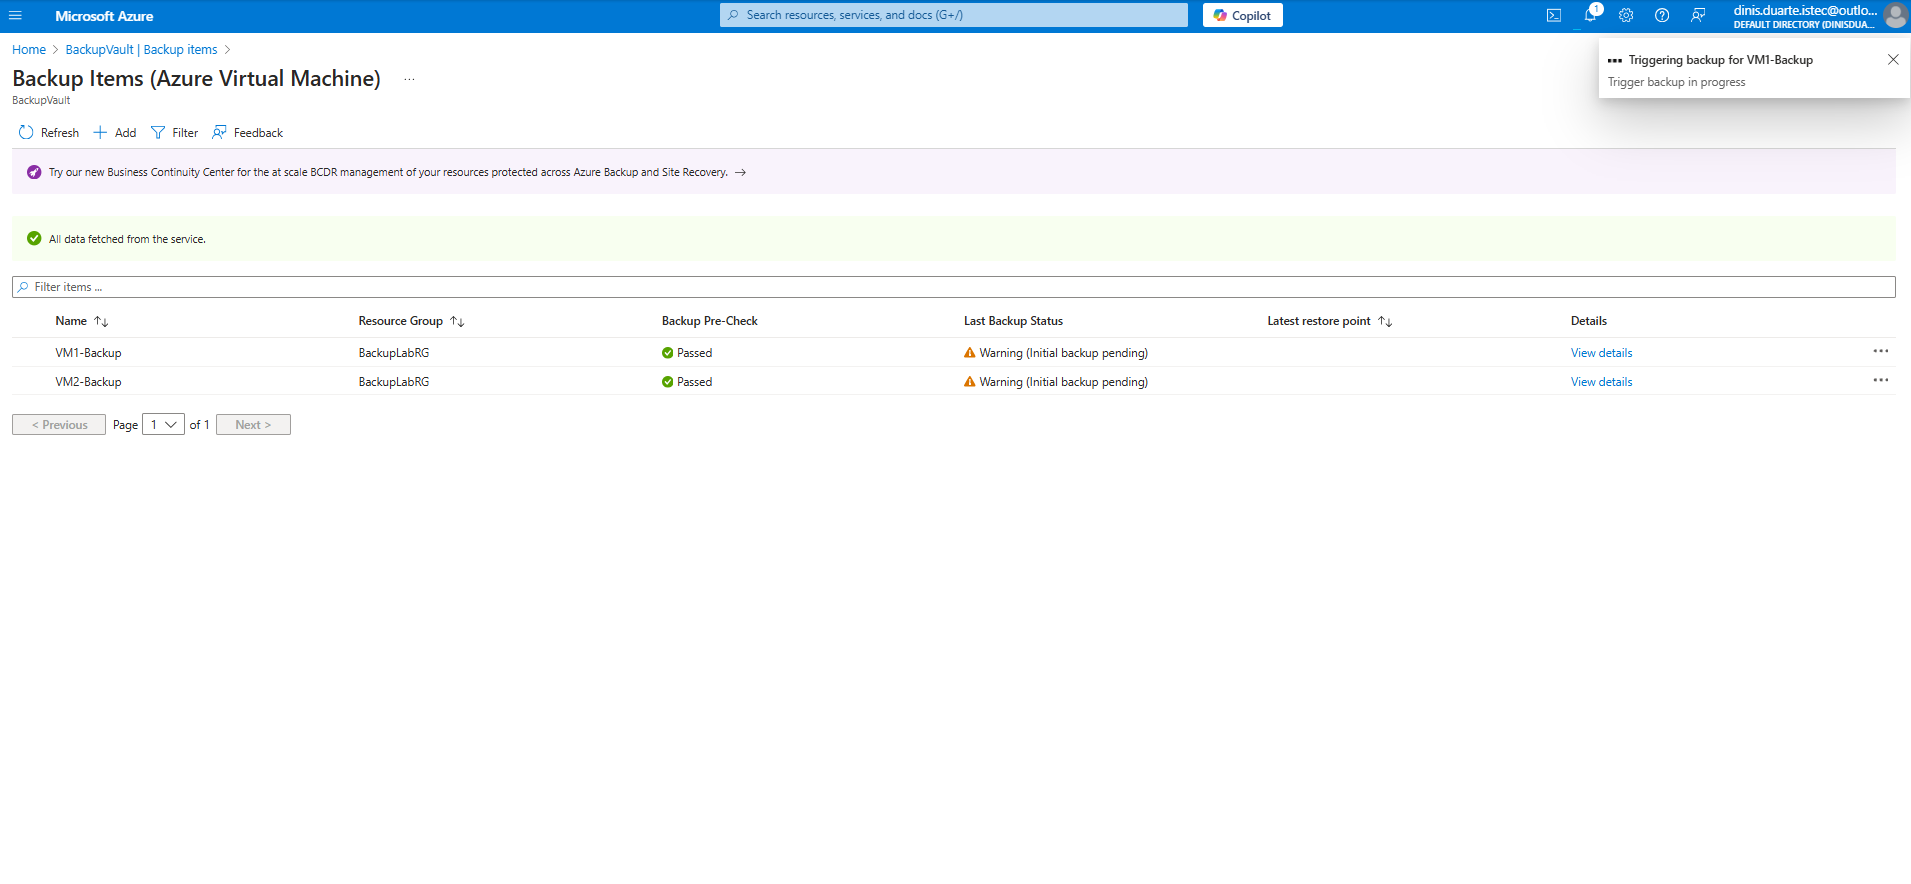 Microsoft Azure
Search resources, services, and docs (G+/)
Copilot
1
dinis.duarte.istec@outlo...
DEFAULT DIRECTORY (DINISDUA...
Home > BackupVault | Backup items >
Triggering backup for VM1-Backup
Trigger backup in progress
Backup Items (Azure Virtual Machine) ...
BackupVault
Refresh Add Filter Feedback
Try our new Business Continuity Center for the at scale BCDR management of your resources protected across Azure Backup and Site Recovery. →
All data fetched from the service.
Filter items ...
Name ↑↓ Resource Group ↑↓ Backup Pre-Check Last Backup Status Latest restore point ↑↓ Details
VM1-Backup BackupLabRG Passed Warning (Initial backup pending) View details ...
VM2-Backup BackupLabRG Passed Warning (Initial backup pending) View details ...
< Previous Page 1 of 1 Next >